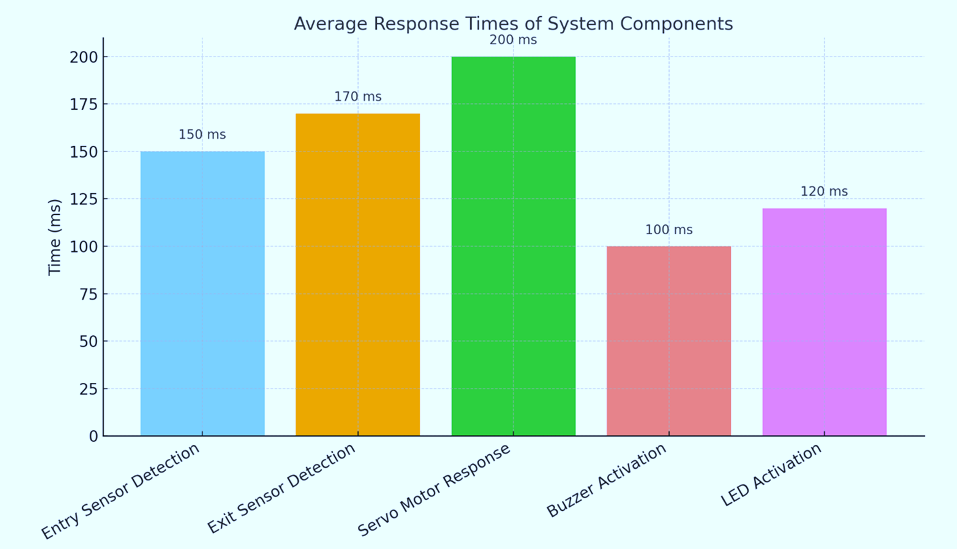 Average Response Times of System Components
200 ms
170 ms
150 ms
120 ms
100 ms
Time (ms)
200
175
150
125
100
75
50
25
0
Entry Sensor Detection
Exit Sensor Detection
Servo Motor Response
Buzzer Activation
LED Activation